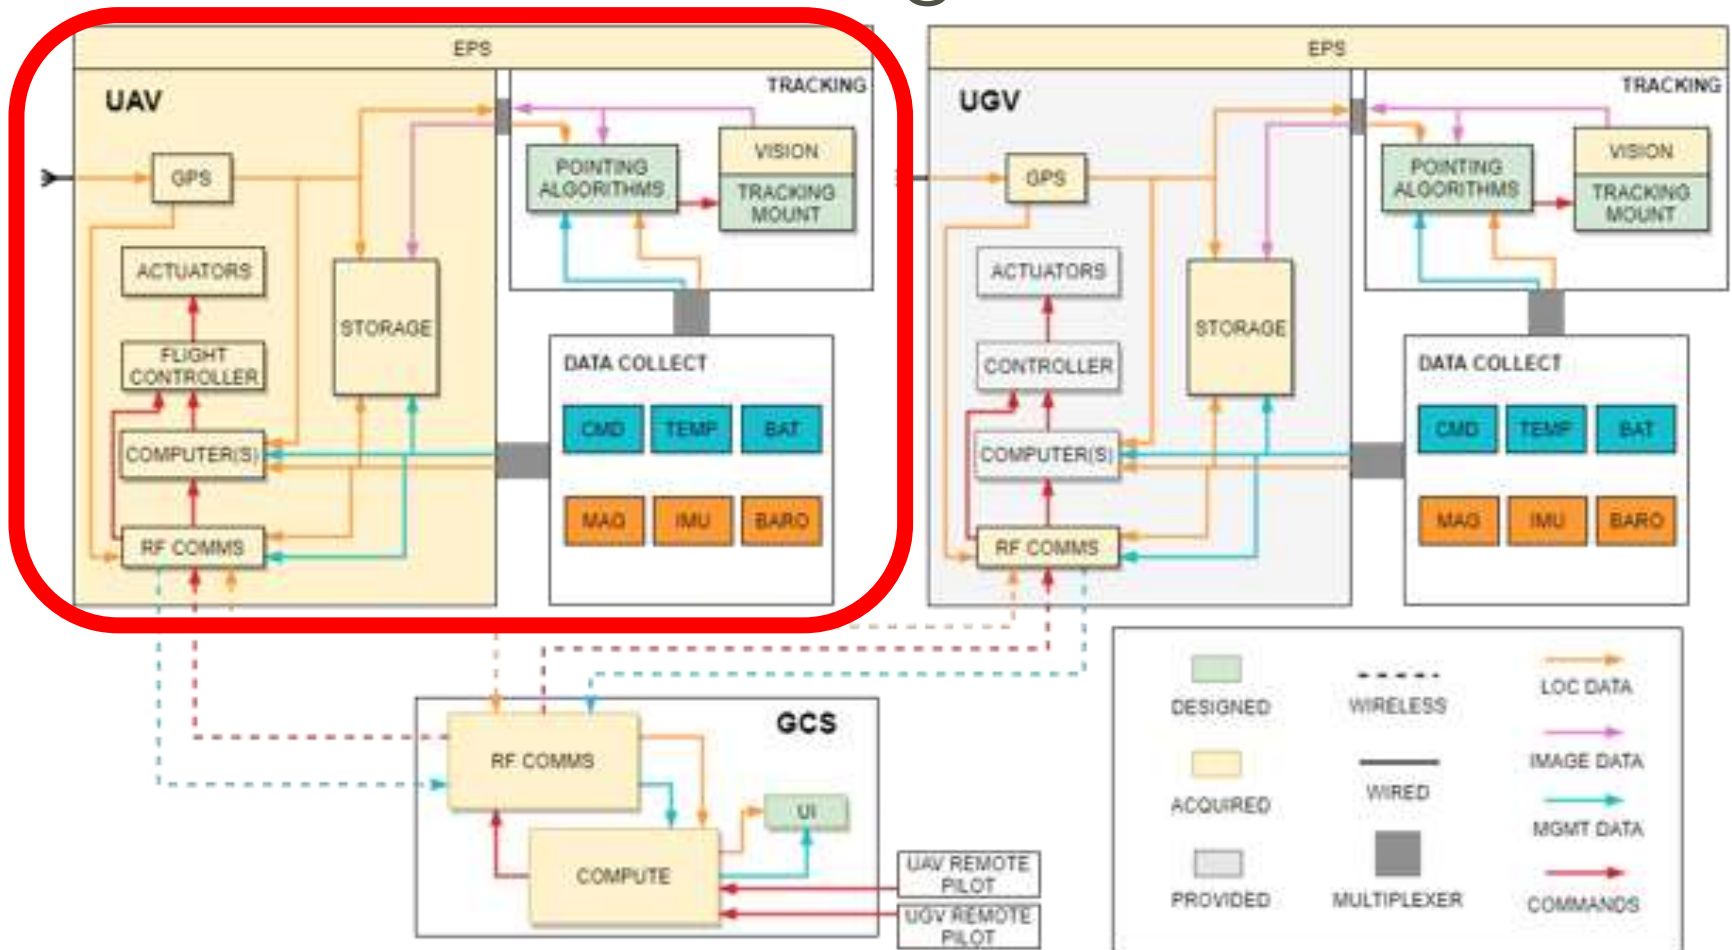 EPS
UAV
TRACKING
GPS
POINTING
ALGORITHMS
VISION
TRACKING
MOUNT
ACTUATORS
STORAGE
FLIGHT
CONTROLLER
DATA COLLECT
COMPUTER(S)
CMD
TEMP
BAT
RF COMMS
MAG
IMU
BARO
EPS
UGV
TRACKING
GPS
POINTING
ALGORITHMS
VISION
TRACKING
MOUNT
ACTUATORS
STORAGE
CONTROLLER
DATA COLLECT
COMPUTER(S)
CMD
TEMP
BAT
RF COMMS
MAG
IMU
BARO
GCS
RF COMMS
UI
COMPUTE
UAV REMOTE
PILOT
UGV REMOTE
PILOT
DESIGNED
WIRELESS
LOC DATA
ACQUIRED
WIRED
IMAGE DATA
MGMT DATA
PROVIDED
MULTIPLEXER
COMMANDS